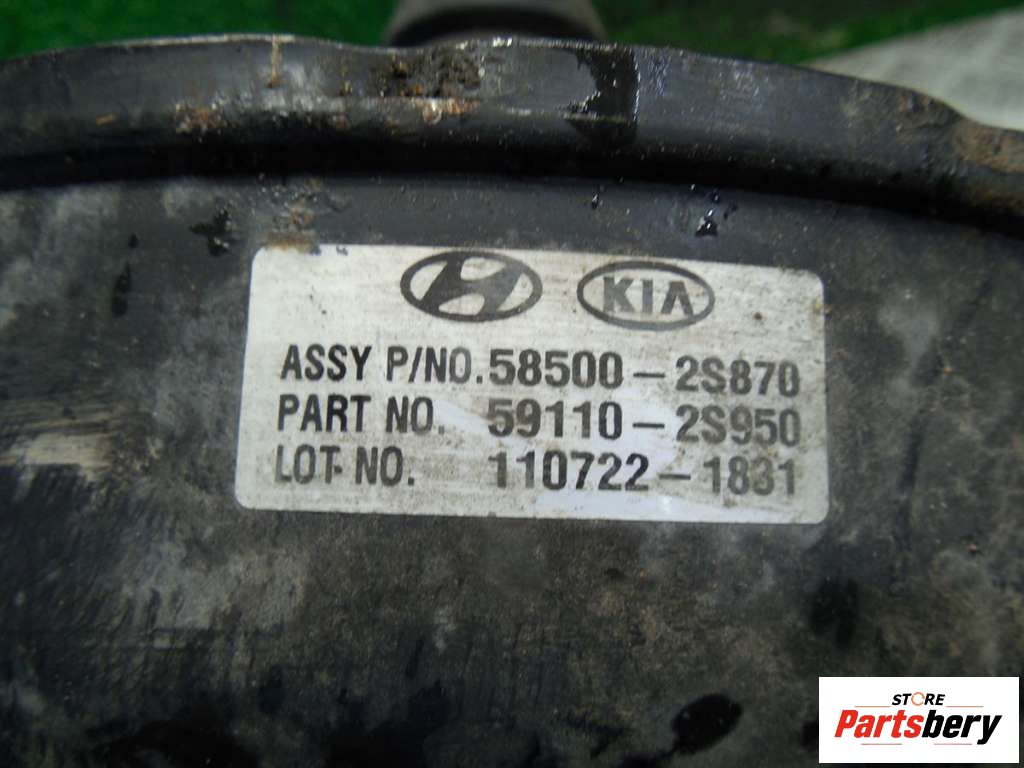 KIA
ASSY P/NO. 58500-2S870
PART NO. 59110-2S950
LOT NO. 110722-1831
STORE
Partsbery